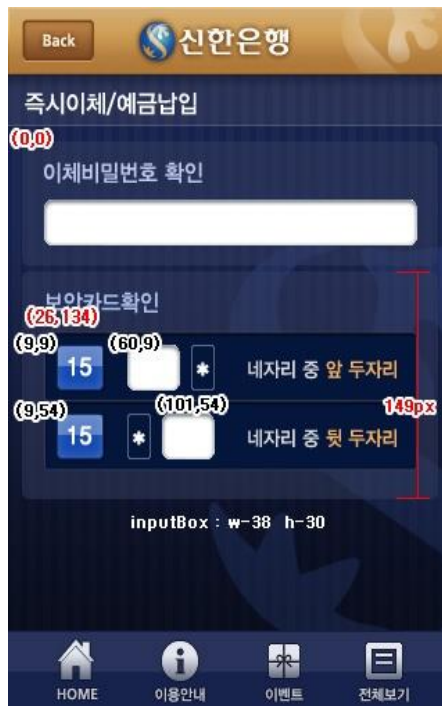 Back 신한은행
즉시이체/예금납입
(0,0)
이체비밀번호 확인
보안카드확인
(26,134)
(9,9) (60,9)
15 * 네자리 중 앞 두자리
(9,54) (101,54) 149px
15 * 네자리 중 뒷 두자리
inputBox : w-38 h-30
HOME 이용안내 이벤트 전체보기